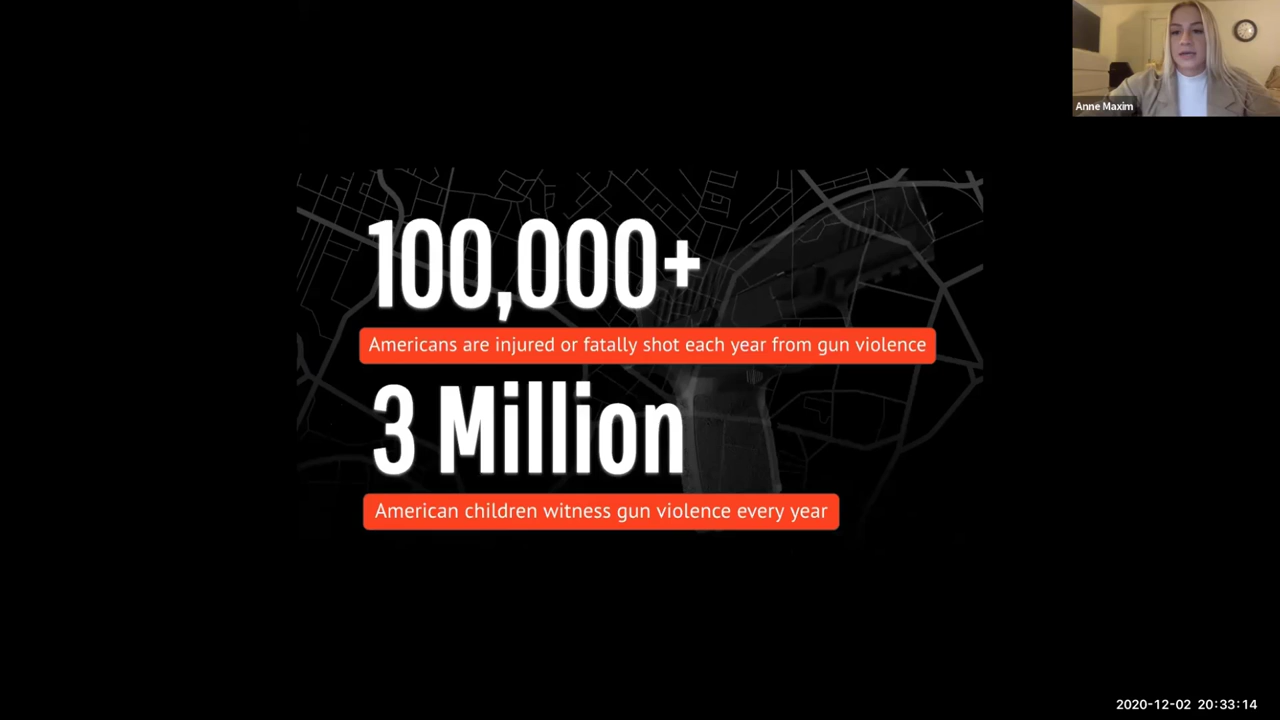 Anne Maxim
100,000+
Americans are injured or fatally shot each year from gun violence
3 Million
American children witness gun violence every year
2020-12-02 20:33:14